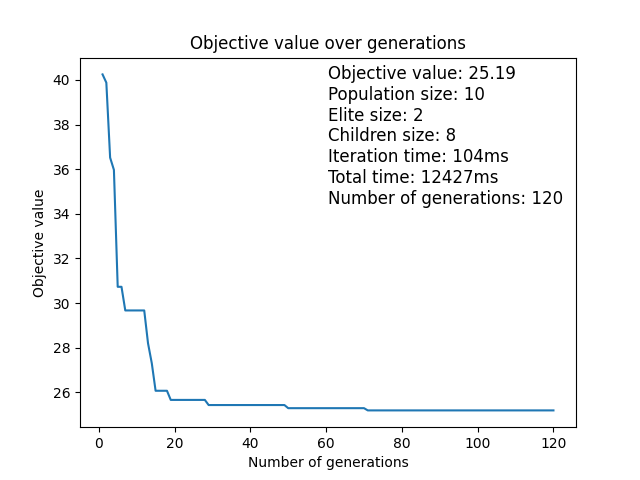 Objective value over generations
Objective value: 25.19
Population size: 10
Elite size: 2
Children size: 8
Iteration time: 104ms
Total time: 12427ms
Number of generations: 120
Objective value
40
38
36
34
32
30
28
26
0 20 40 60 80 100 120
Number of generations